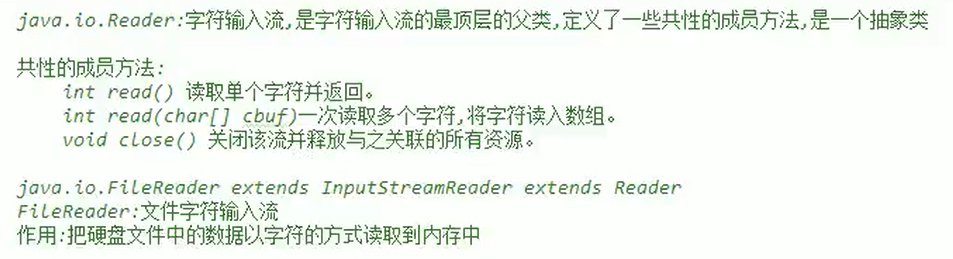 java.io.Reader:字符输入流,是字符输入流的最顶层的父类,定义了一些共性的成员方法,是一个抽象类
共性的成员方法:
int read() 读取单个字符并返回。
int read(char[] cbuf)一次读取多个字符,将字符读入数组。
void close() 关闭该流并释放与之关联的所有资源。
java.io.FileReader extends InputStreamReader extends Reader
FileReader:文件字符输入流
作用:把硬盘文件中的数据以字符的方式读取到内存中